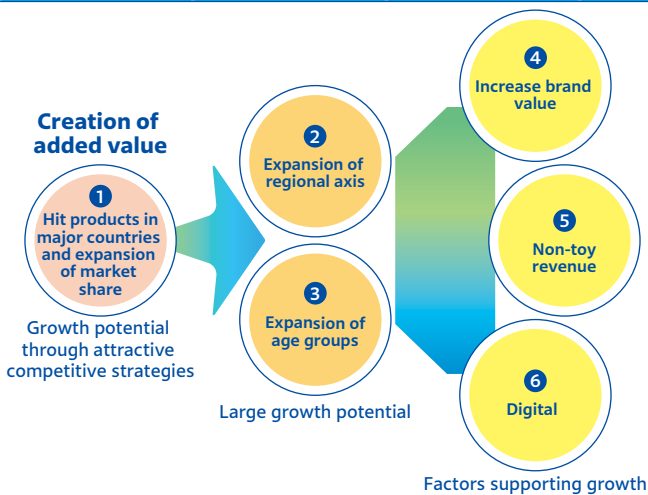 Creation of
added value
1
Hit products in
major countries
and expansion
of market
share
Growth potential
through attractive
competitive strategies
2
Expansion of
regional axis
3
Expansion of
age groups
Large growth potential
4
Increase brand
value
5
Non-toy
revenue
6
Digital
Factors supporting growth